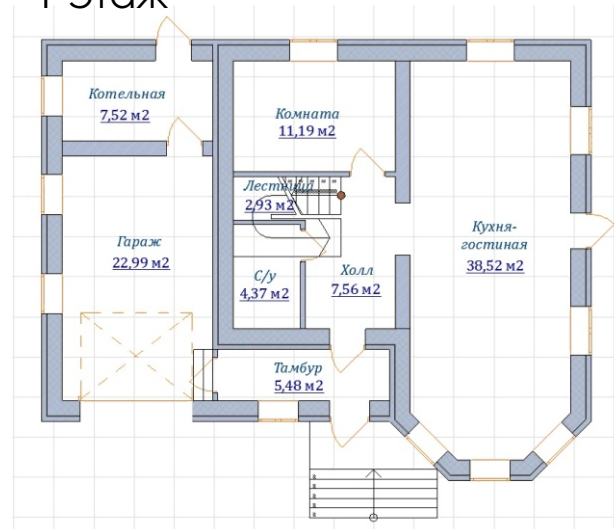 1 Этаж
Котельная
7,52 м2
Комната
11,19 м2
Лестница
2,93 м2
Кухня-
гостиная
38,52 м2
Гараж
22,99 м2
С/у
4,37 м2
Холл
7,56 м2
Тамбур
5,48 м2